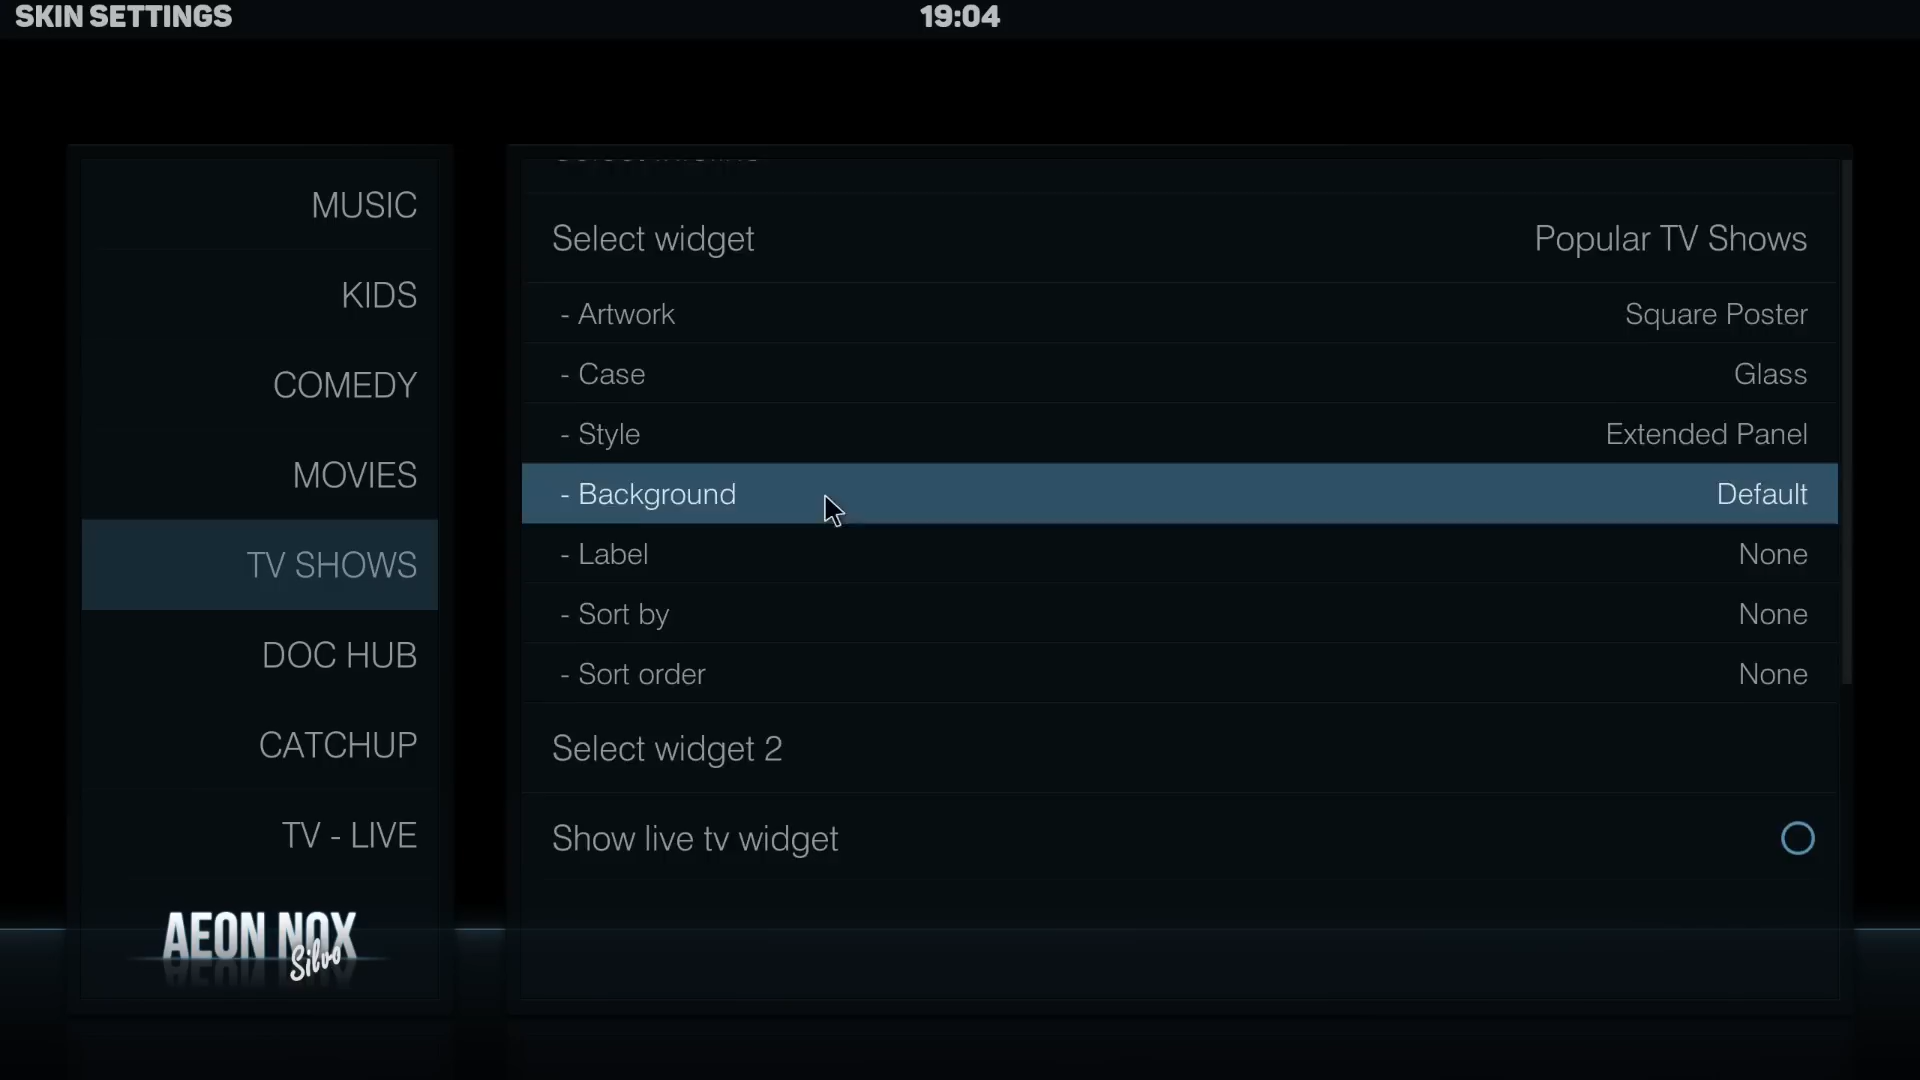 SKIN SETTINGS
19:04
MUSIC
KIDS
COMEDY
MOVIES
TV SHOWS
DOC HUB
CATCHUP
TV - LIVE
AEON NOX
Silvo
Select widget
Popular TV Shows
- Artwork
Square Poster
- Case
Glass
- Style
Extended Panel
- Background
Default
- Label
None
- Sort by
None
- Sort order
None
Select widget 2
Show live tv widget